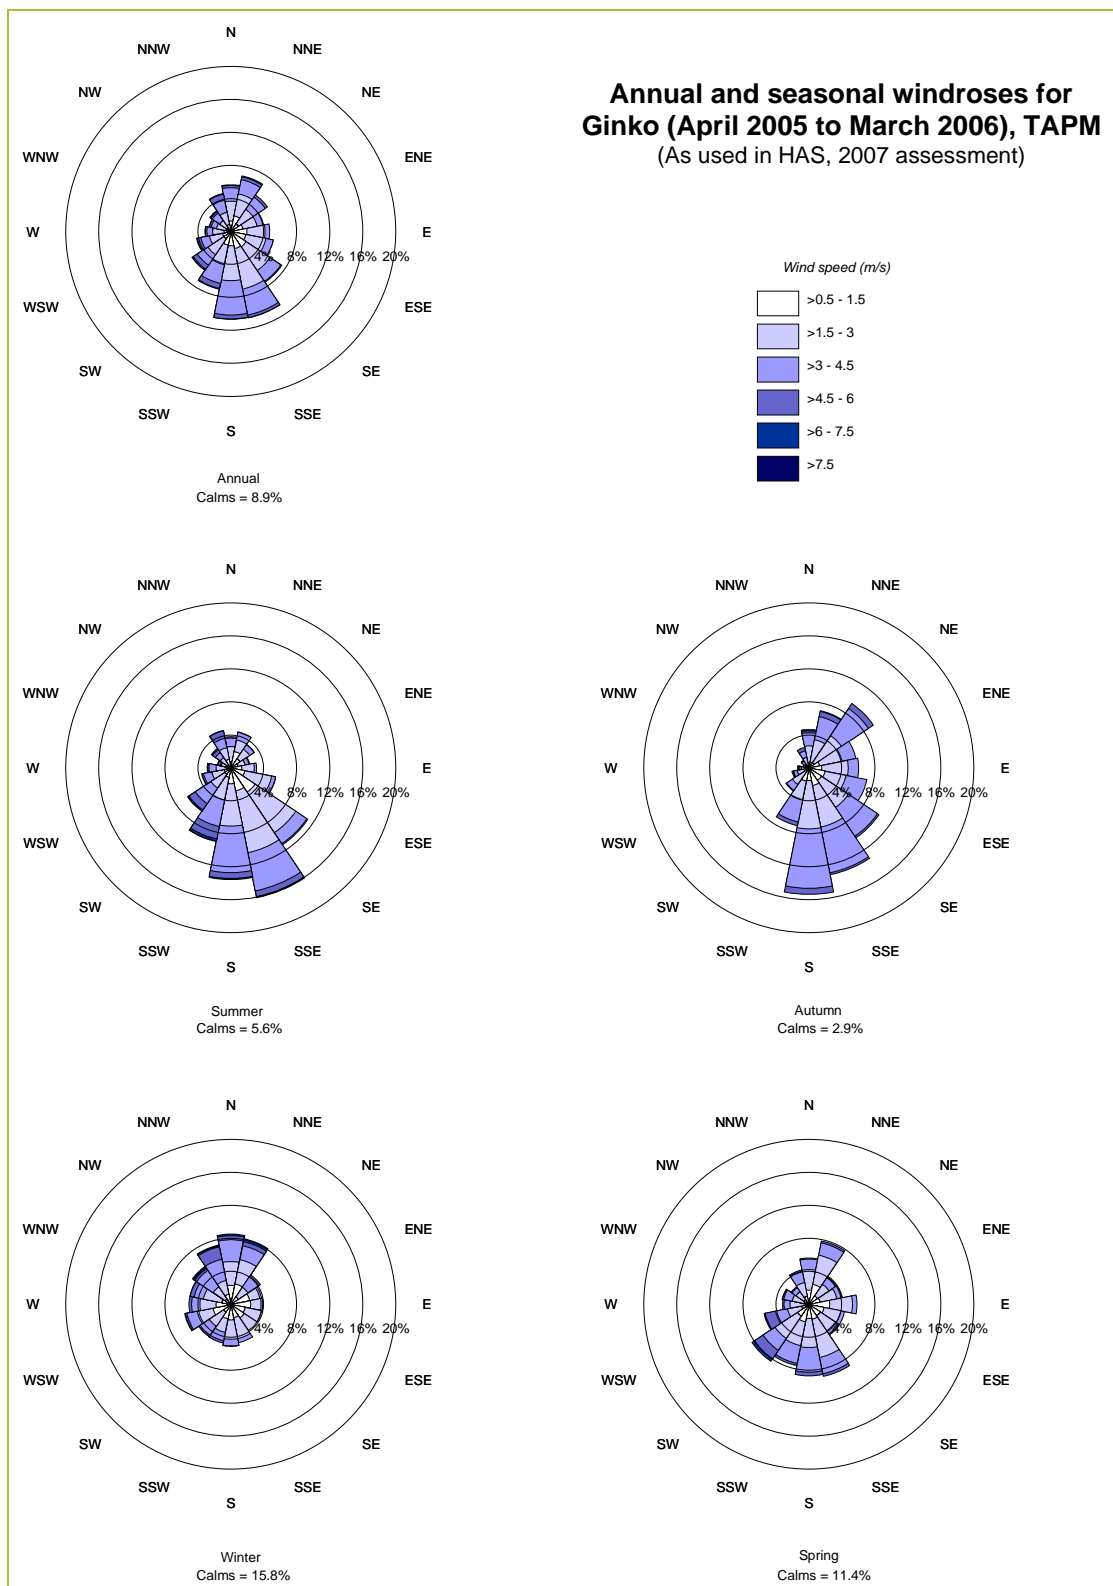 Annual and seasonal windroses for
Ginko (April 2005 to March 2006), TAPM
(As used in HAS, 2007 assessment)
N
NNW NNE
NW NE
WNW ENE
W E
4% 8% 12% 16% 20%
WSW ESE
SW SE
SSW SSE
S
Annual
Calms = 8.9%
Wind speed (m/s)
>0.5 - 1.5
>1.5 - 3
>3 - 4.5
>4.5 - 6
>6 - 7.5
>7.5
N
NNW NNE
NW NE
WNW ENE
W E
4% 8% 12% 16% 20%
WSW ESE
SW SE
SSW SSE
S
Summer
Calms = 5.6%
N
NNW NNE
NW NE
WNW ENE
W E
4% 8% 12% 16% 20%
WSW ESE
SW SE
SSW SSE
S
Autumn
Calms = 2.9%
N
NNW NNE
NW NE
WNW ENE
W E
4% 8% 12% 16% 20%
WSW ESE
SW SE
SSW SSE
S
Winter
Calms = 15.8%
N
NNW NNE
NW NE
WNW ENE
W E
4% 8% 12% 16% 20%
WSW ESE
SW SE
SSW SSE
S
Spring
Calms = 11.4%